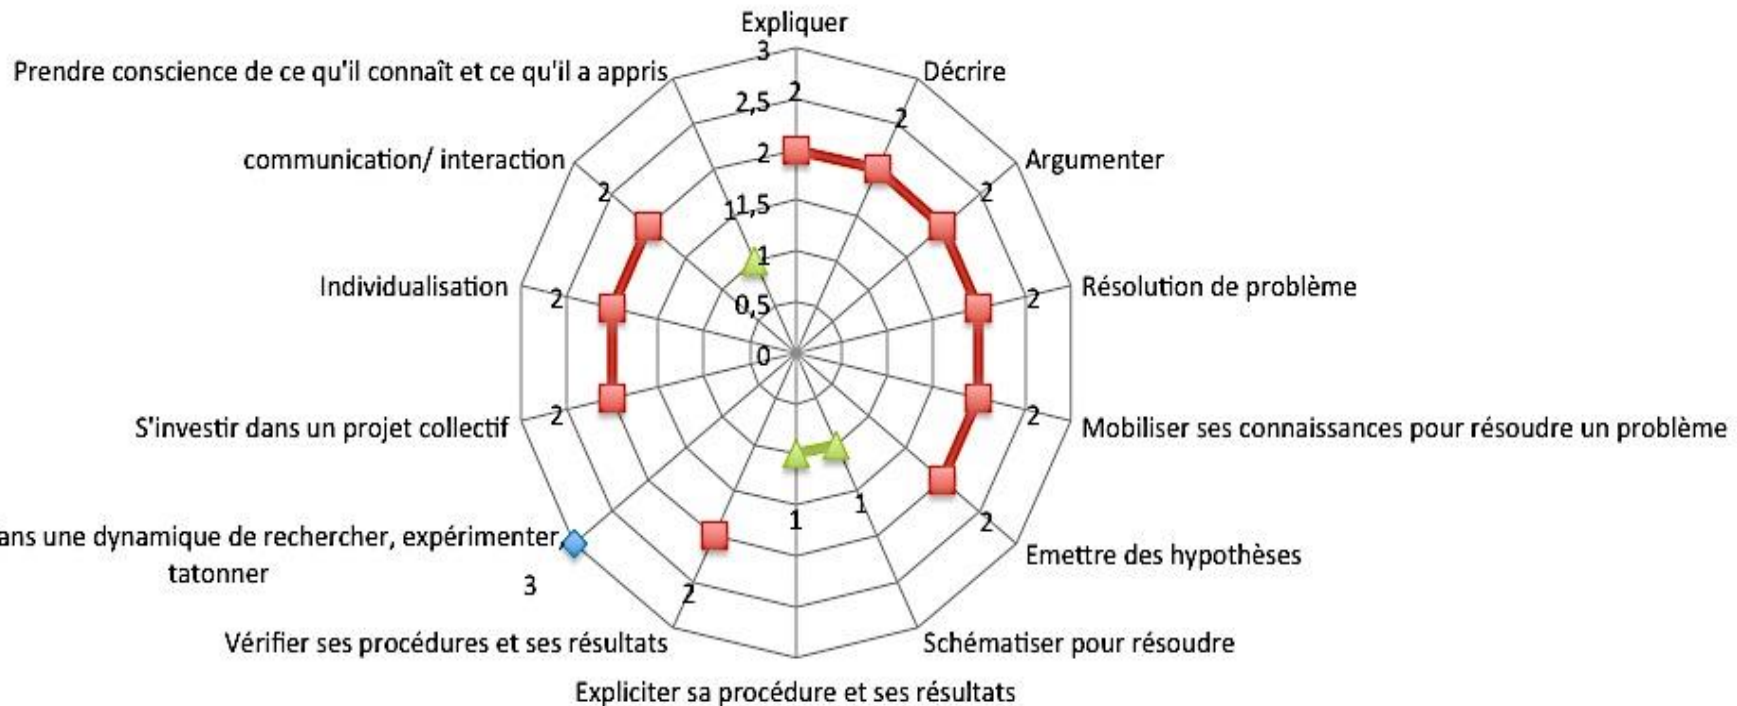 Expliquer
3
Prendre conscience de ce qu'il connaît et ce qu'il a appris
Décrire
2,5
2
2
communication/ interaction
2
2
2
Argumenter
1
1,5
1
Individualisation
2
0,5
2
Résolution de problème
0
S'investir dans un projet collectif
2
2
Mobiliser ses connaissances pour résoudre un problème
1
1
2
dans une dynamique de rechercher, expérimenter,
tatonner
3
Emettre des hypothèses
2
Vérifier ses procédures et ses résultats
Schématiser pour résoudre
Expliciter sa procédure et ses résultats